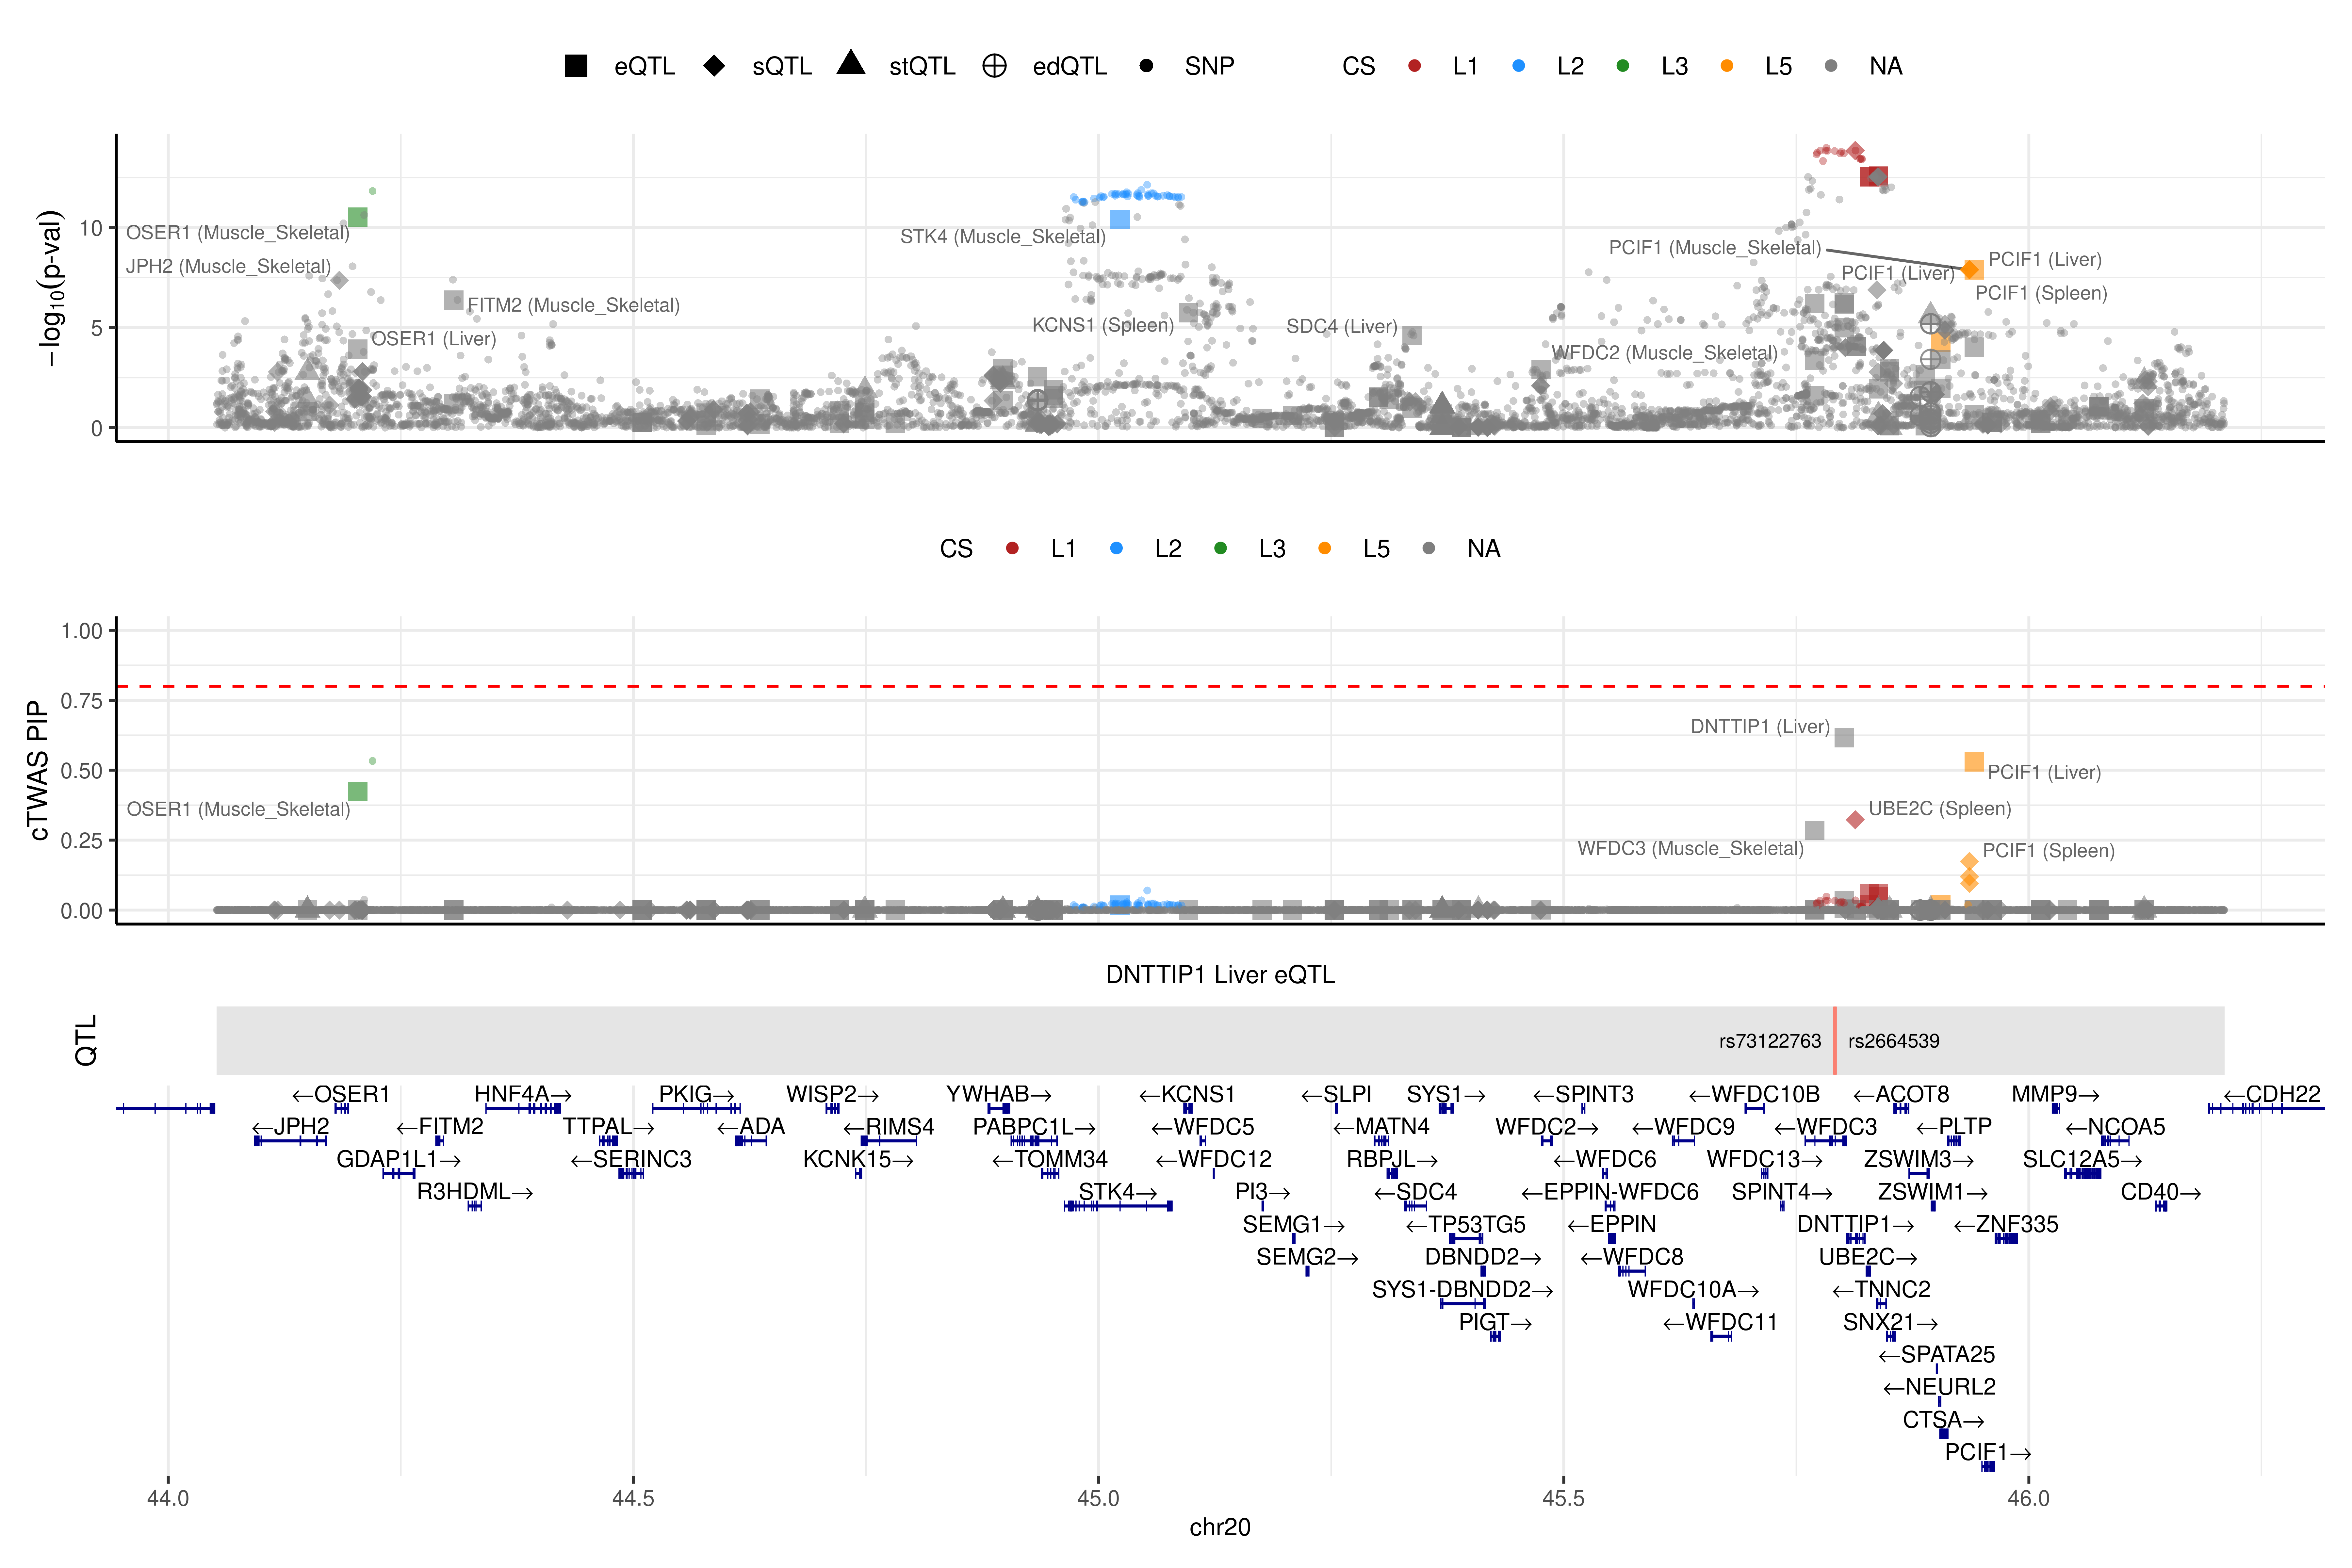 eQTL sQTL stQTL edQTL SNP CS L1 L2 L3 L5 NA
−log10(p-val)
10
5
0
OSER1 (Muscle_Skeletal)
JPH2 (Muscle_Skeletal)
FITM2 (Muscle_Skeletal)
OSER1 (Liver)
STK4 (Muscle_Skeletal)
KCNS1 (Spleen)
SDC4 (Liver)
WFDC2 (Muscle_Skeletal)
PCIF1 (Muscle_Skeletal)
PCIF1 (Liver)
PCIF1 (Liver)
PCIF1 (Spleen)
CS L1 L2 L3 L5 NA
cTWAS PIP
1.00
0.75
0.50
0.25
0.00
DNTTIP1 (Liver)
PCIF1 (Liver)
OSER1 (Muscle_Skeletal)
UBE2C (Spleen)
WFDC3 (Muscle_Skeletal)
PCIF1 (Spleen)
DNTTIP1 Liver eQTL
QTL
rs73122763 rs2664539
←OSER1 HNF4A→ PKIG→ WISP2→ YWHAB→ ←KCNS1 ←SLPI SYS1→ ←SPINT3 ←WFDC10B ←ACOT8 MMP9→ ←CDH22
←JPH2 ←FITM2 TTPAL→ ←ADA ←RIMS4 PABPC1L→ ←WFDC5 ←MATN4 WFDC2→ ←WFDC9 ←WFDC3 ←PLTP ←NCOA5
GDAP1L1→ ←SERINC3 KCNK15→ ←TOMM34 ←WFDC12 RBPJL→ ←WFDC6 WFDC13→ ZSWIM3→ SLC12A5→
R3HDML→ STK4→ PI3→ ←SDC4 ←EPPIN-WFDC6 SPINT4→ ZSWIM1→ CD40→
SEMG1→ ←TP53TG5 ←EPPIN DNTTIP1→ ←ZNF335
SEMG2→ DBNDD2→ ←WFDC8 UBE2C→
SYS1-DBNDD2→ WFDC10A→ ←TNNC2
PIGT→ ←WFDC11 SNX21→
←SPATA25
←NEURL2
CTSA→
PCIF1→
44.0 44.5 45.0 45.5 46.0
chr20